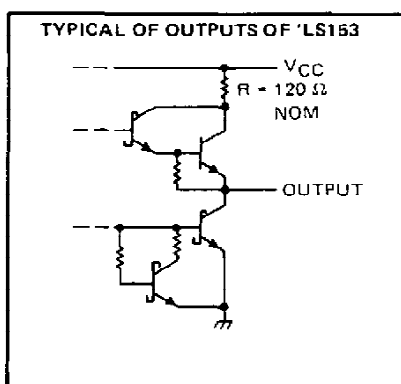 TYPICAL OF OUTPUTS OF 'LS153
VCC
R = 120 Ω
NOM
OUTPUT